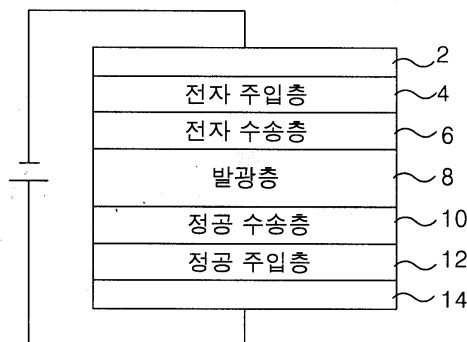 2
전자 주입층 4
전자 수송층 6
발광층 8
정공 수송층 10
정공 주입층 12
14